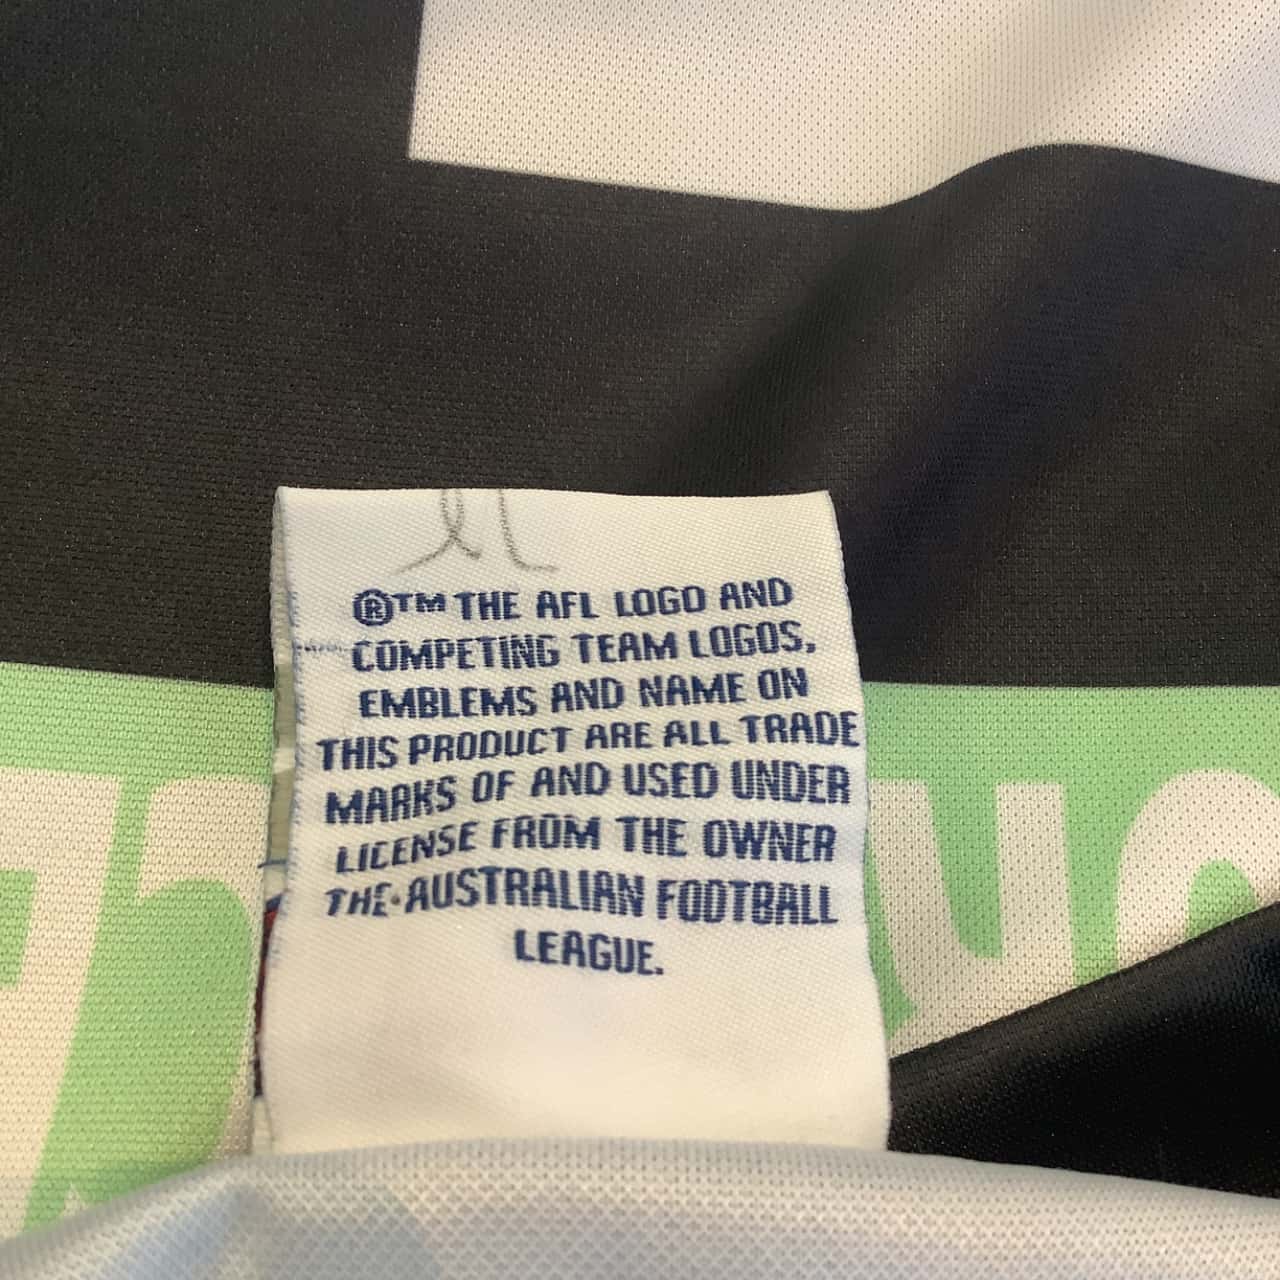 ®™ THE AFL LOGO AND
COMPETING TEAM LOGOS,
EMBLEMS AND NAME ON
THIS PRODUCT ARE ALL TRADE
MARKS OF AND USED UNDER
LICENSE FROM THE OWNER
THE·AUSTRALIAN FOOTBALL
LEAGUE.